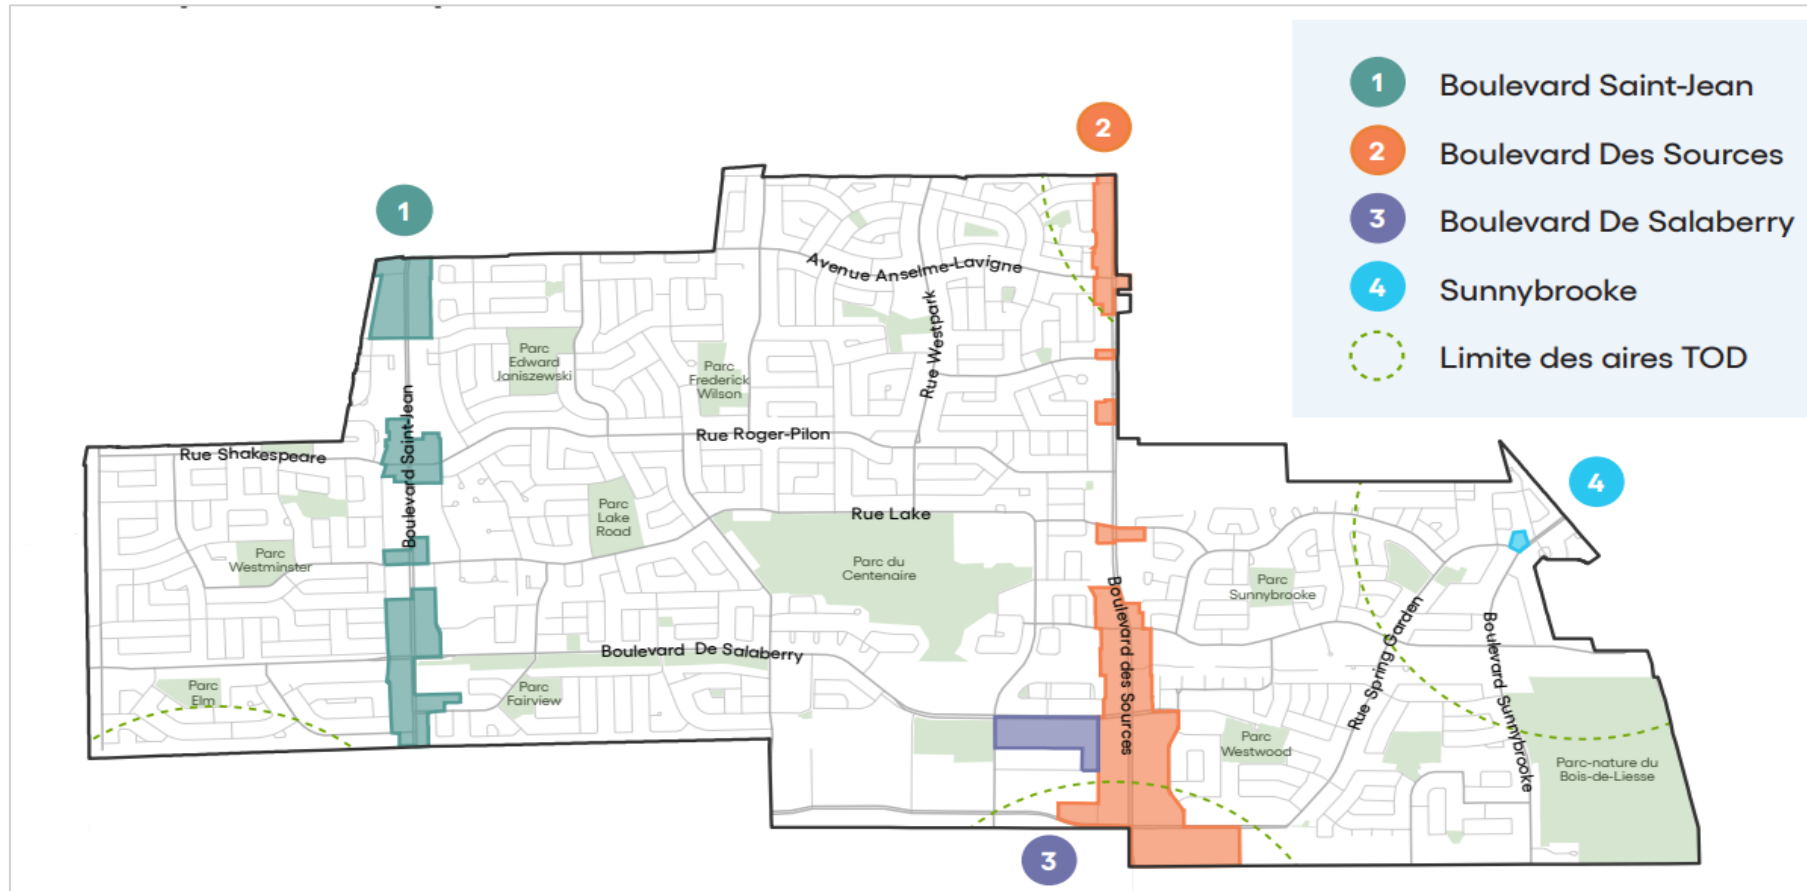 1 Boulevard Saint-Jean
2 Boulevard Des Sources
3 Boulevard De Salaberry
4 Sunnybrooke
Limite des aires TOD
2
1
Avenue Anselme-Lavigne
Rue Westpark
Parc
Edward
Janiszewski
Parc
Frederick
Wilson
Boulevard Saint-Jean
Rue Roger-Pilon
Rue Shakespeare
4
Parc
Lake
Road
Rue Lake
Parc
Westminster
Parc du
Centenaire
Parc
Sunnybrooke
Boulevard des Sources
Rue Spring Garden
Boulevard Sunnybrooke
Boulevard De Salaberry
Parc
Elm
Parc
Fairview
Parc
Westwood
Parc-nature du
Bois-de-Liesse
3